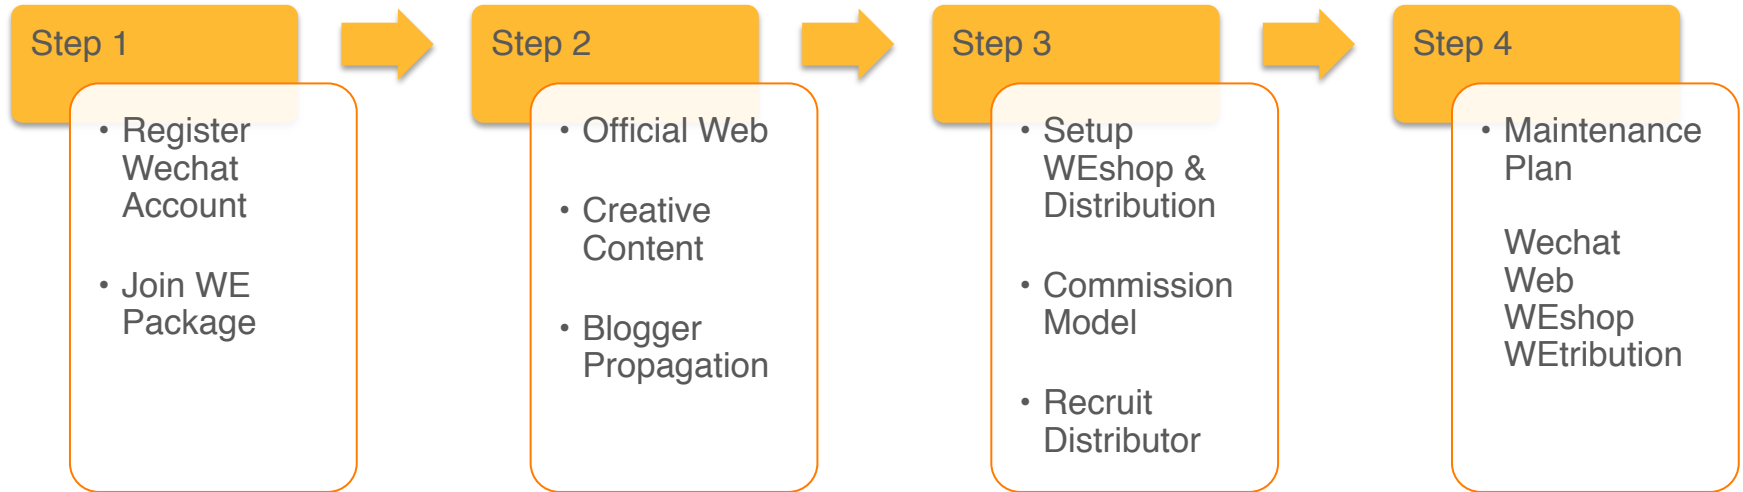 Step 1
• Register
Wechat
Account
• Join WE
Package
Step 2
• Official Web
• Creative
Content
• Blogger
Propagation
Step 3
• Setup
WEshop &
Distribution
• Commission
Model
• Recruit
Distributor
Step 4
• Maintenance
Plan
Wechat
Web
WEshop
WEtribution